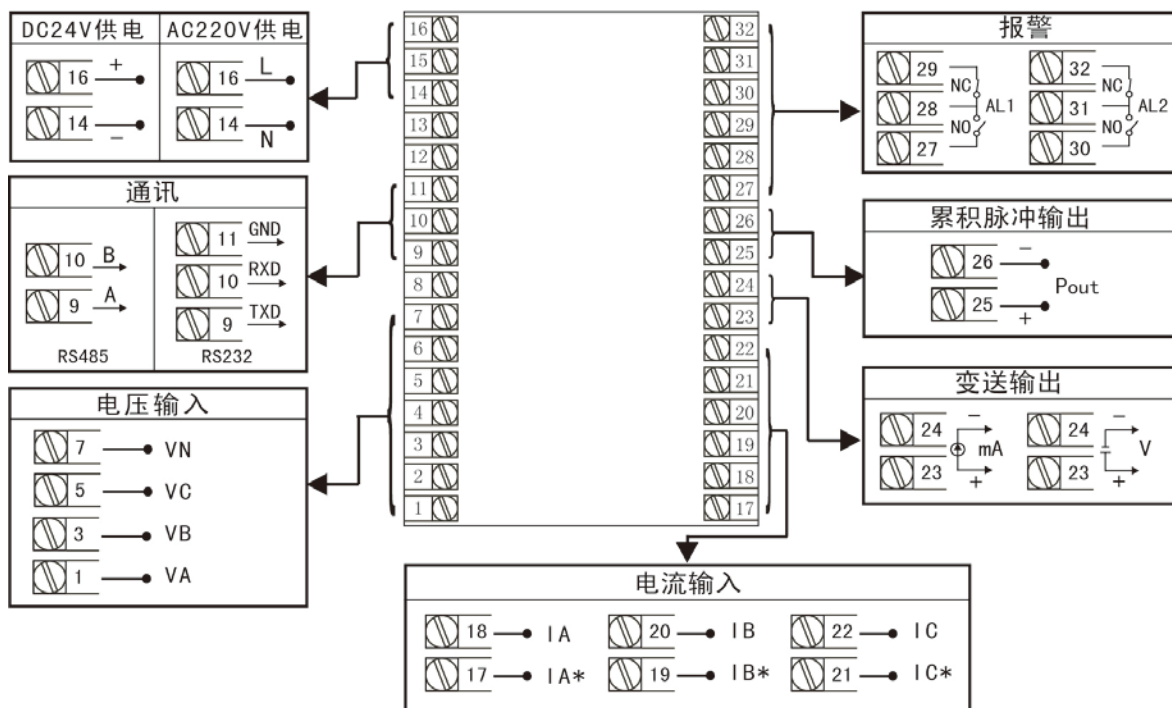 DC24V供电 AC220V供电
16 + 16 L
14 − 14 N
通讯
10 B
9 A
RS485
11 GND
10 RXD
9 TXD
RS232
电压输入
7 VN
5 VC
3 VB
1 VA
16 32
15 31
14 30
13 29
12 28
11 27
10 26
9 25
8 24
7 23
6 22
5 21
4 20
3 19
2 18
1 17
报警
29 NC
28 AL1
27 NO
32 NC
31 AL2
30 NO
累积脉冲输出
26 −
Pout
25 +
变送输出
24 −
mA
23 +
24 −
V
23 +
电流输入
18 IA 20 IB 22 IC
17 IA* 19 IB* 21 IC*